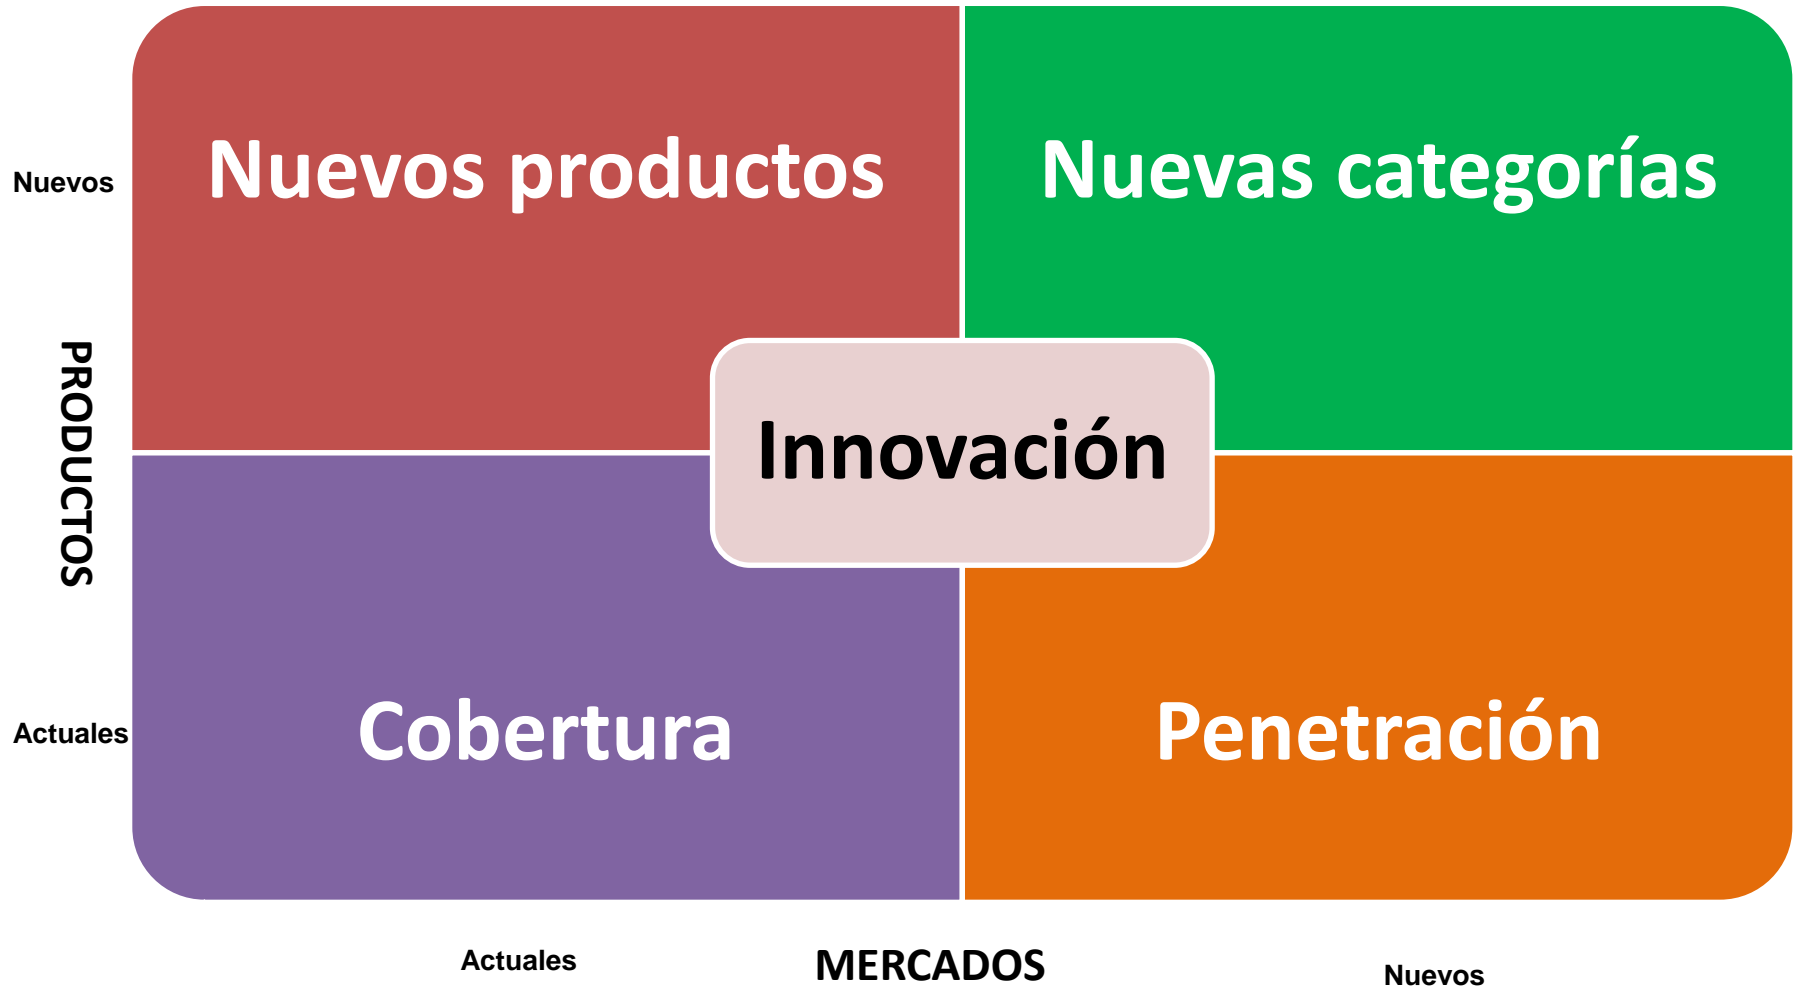 Nuevos productos
Nuevas categorías
Nuevos
PRODUCTOS
Innovación
Cobertura
Penetración
Actuales
Actuales
MERCADOS
Nuevos